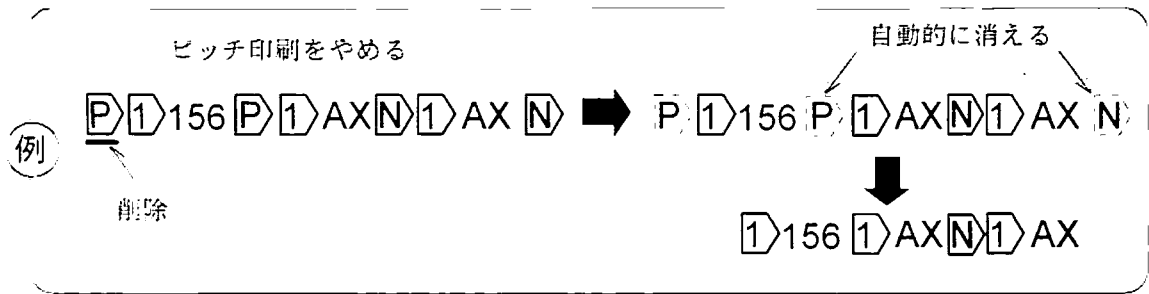 ピッチ印刷をやめる
自動的に消える
P 1 156 P 1 AX N 1 AX N
P 1 156 P 1 AX N 1 AX N
例
削除
1 156 1 AX N 1 AX